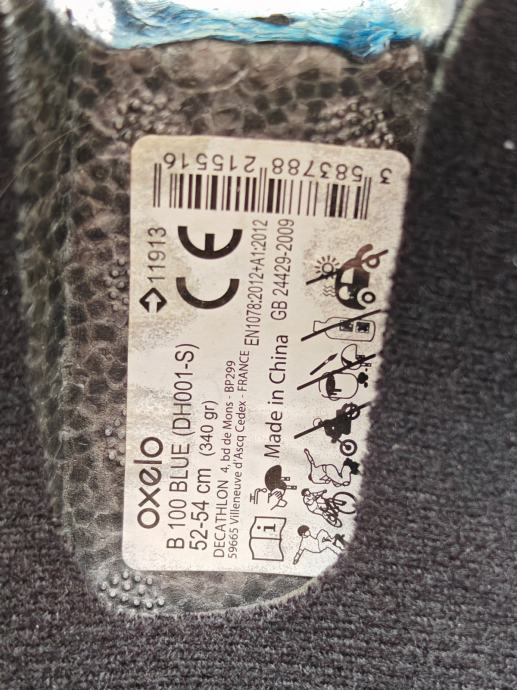 oxelo
B 100 BLUE (DH001-S)
52-54 cm (340 gr)
DECATHLON 4, bd de Mons - BP299
59665 Villeneuve d'Ascq Cedex - FRANCE
Made in China
11913
CE
EN1078:2012+A1:2012
GB 24429-2009
3 583788 215516